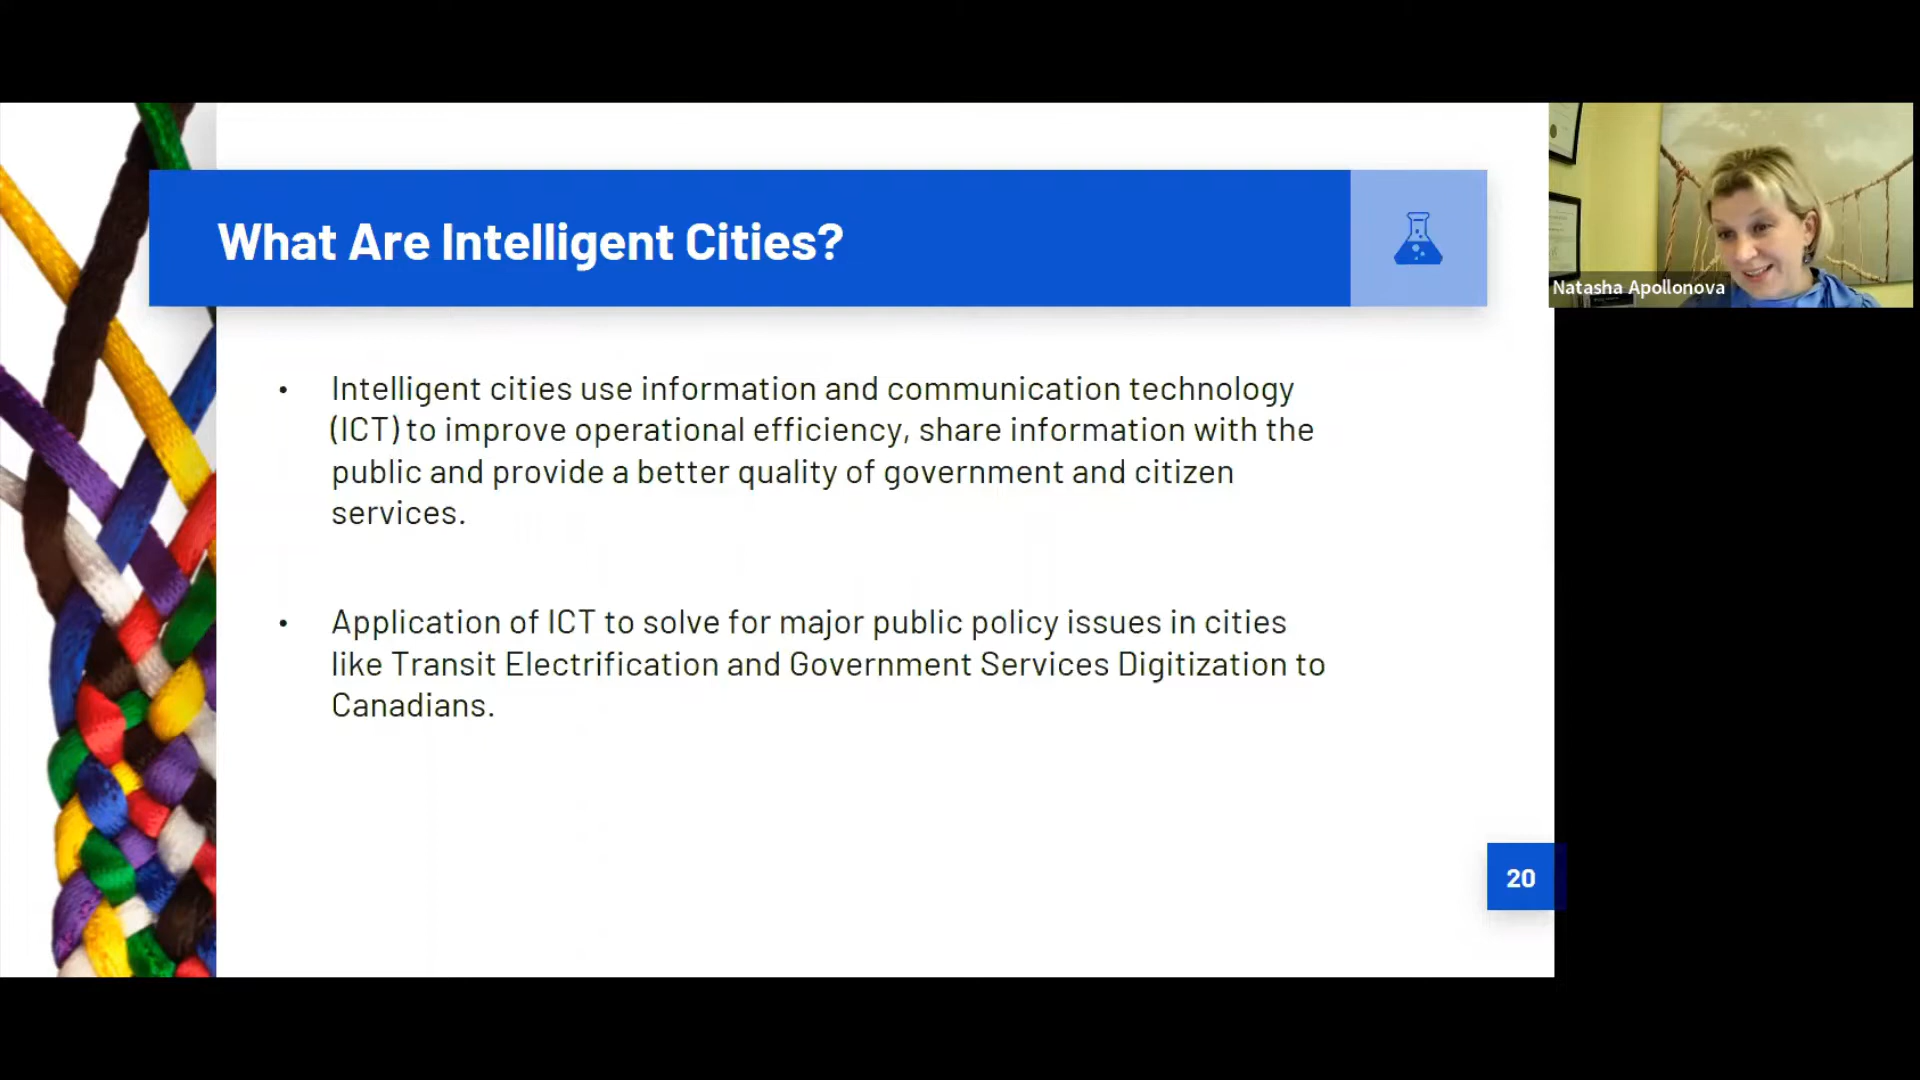 What Are Intelligent Cities?
Natasha Apollonova
• Intelligent cities use information and communication technology
(ICT) to improve operational efficiency, share information with the
public and provide a better quality of government and citizen
services.
• Application of ICT to solve for major public policy issues in cities
like Transit Electrification and Government Services Digitization to
Canadians.
20